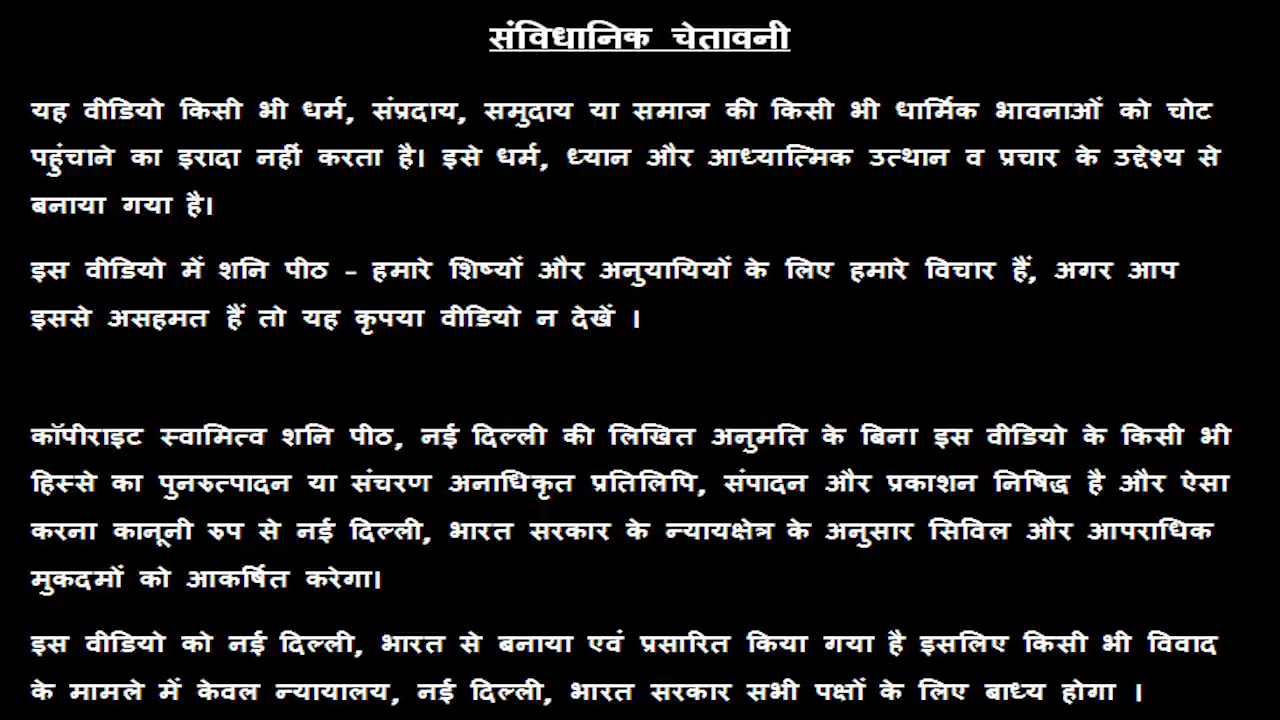 संविधानिक चेतावनी
यह वीडियो किसी भी धर्म, संप्रदाय, समुदाय या समाज की किसी भी धार्मिक भावनाओं को चोट
पहुंचाने का इरादा नहीं करता है। इसे धर्म, ध्यान और आध्यात्मिक उत्थान व प्रचार के उद्देश्य से
बनाया गया है।
इस वीडियो में शनि पीठ – हमारे शिष्यों और अनुयायियों के लिए हमारे विचार हैं, अगर आप
इससे असहमत हैं तो यह कृपया वीडियो न देखें ।
कॉपीराइट स्वामित्व शनि पीठ, नई दिल्ली की लिखित अनुमति के बिना इस वीडियो के किसी भी
हिस्से का पुनरुत्पादन या संचरण अनाधिकृत प्रतिलिपि, संपादन और प्रकाशन निषिद्ध है और ऐसा
करना कानूनी रुप से नई दिल्ली, भारत सरकार के न्यायक्षेत्र के अनुसार सिविल और आपराधिक
मुकदमों को आकर्षित करेगा।
इस वीडियो को नई दिल्ली, भारत से बनाया एवं प्रसारित किया गया है इसलिए किसी भी विवाद
के मामले में केवल न्यायालय, नई दिल्ली, भारत सरकार सभी पक्षों के लिए बाध्य होगा ।